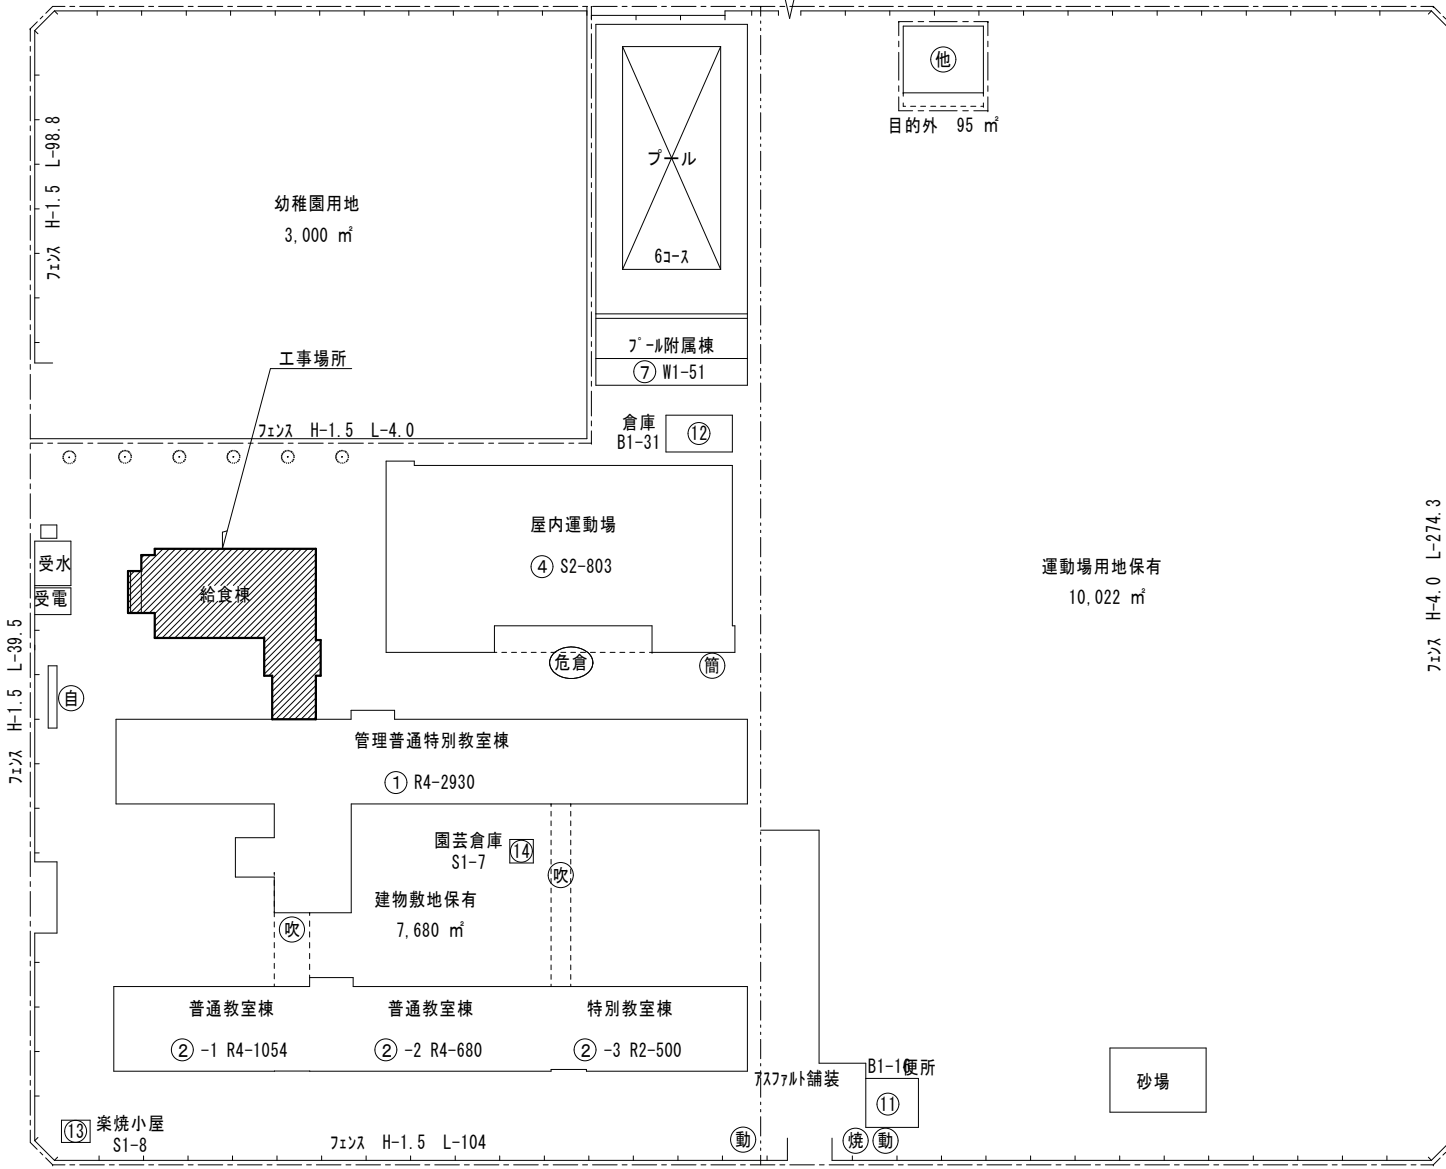 他
目的外 95 ㎡
プール
6ｺｰｽ
ﾌﾟｰﾙ附属棟
⑦ W1-51
幼稚園用地
3,000 ㎡
ﾌｪﾝｽ H-1.5 L-98.8
工事場所
ﾌｪﾝｽ H-1.5 L-4.0
倉庫
B1-31
⑫
屋内運動場
④ S2-803
危倉
簡
受水
受電
給食棟
自
ﾌｪﾝｽ H-1.5 L-39.5
運動場用地保有
10,022 ㎡
ﾌｪﾝｽ H-4.0 L-274.3
管理普通特別教室棟
① R4-2930
園芸倉庫
S1-7
⑭
吹
建物敷地保有
7,680 ㎡
吹
普通教室棟
② -1 R4-1054
普通教室棟
② -2 R4-680
特別教室棟
② -3 R2-500
ｱｽﾌｧﾙﾄ舗装
便所
⑪
砂場
⑬
楽焼小屋
S1-8
ﾌｪﾝｽ H-1.5 L-104
動
焼
動